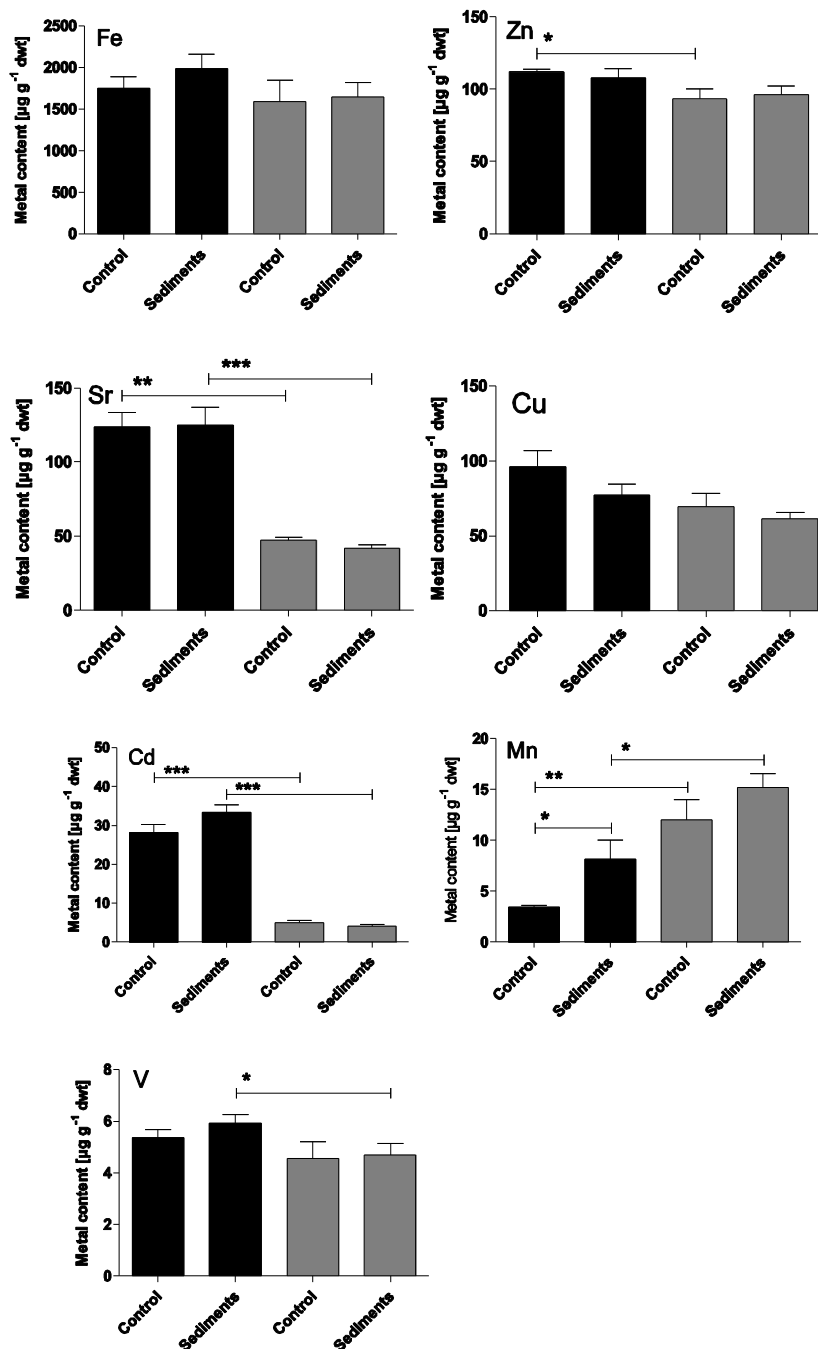 Fe
Metal content [µg g-1 dwt]
2500
2000
1500
1000
500
0
Control
Sediments
Control
Sediments
Zn
*
Metal content [µg g-1 dwt]
150
100
50
0
Control
Sediments
Control
Sediments
Sr
**
***
Metal content [µg g-1 dwt]
150
100
50
0
Control
Sediments
Control
Sediments
Cu
Metal content [µg g-1 dwt]
150
100
50
0
Control
Sediments
Control
Sediments
Cd
***
***
Metal content [µg g-1 dwt]
50
40
30
20
10
0
Control
Sediments
Control
Sediments
Mn
*
**
*
Metal content [µg g-1 dwt]
20
15
10
5
0
Control
Sediments
Control
Sediments
V
*
Metal content [µg g-1 dwt]
8
6
4
2
0
Control
Sediments
Control
Sediments